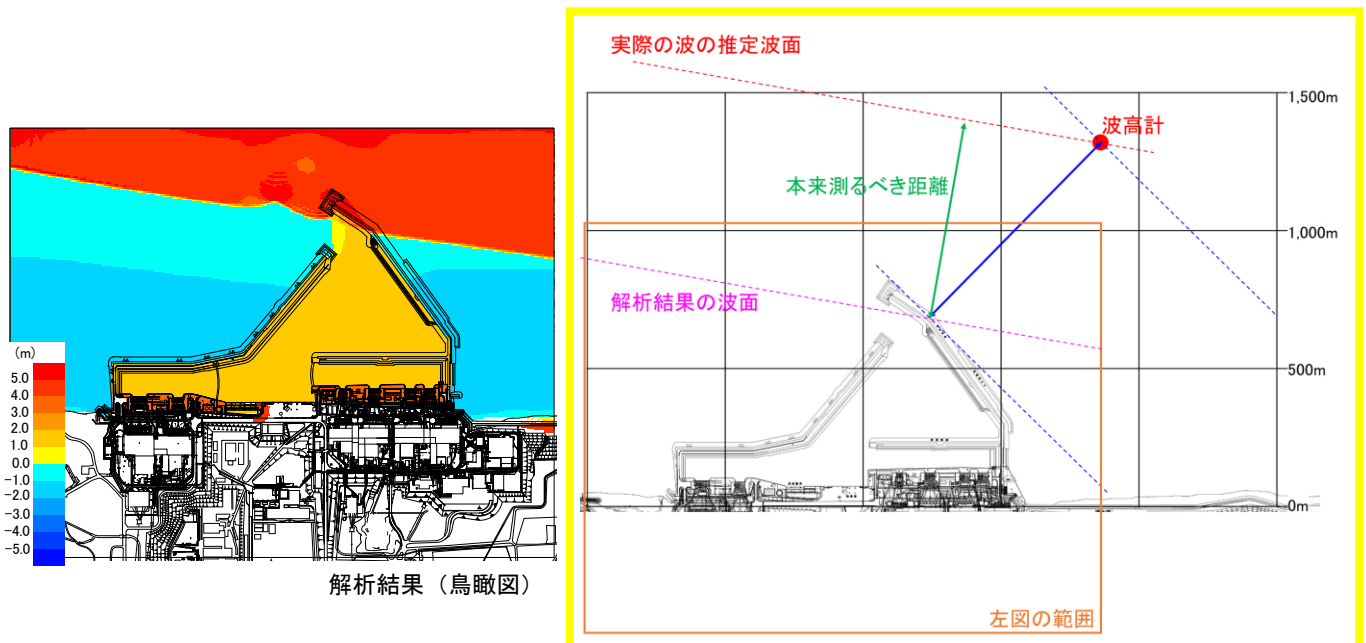 (m)
5.0
4.0
3.0
2.0
1.0
0.0
-1.0
-2.0
-3.0
-4.0
-5.0
解析結果（鳥瞰図）
実際の波の推定波面
1,500m
波高計
本来測るべき距離
1,000m
解析結果の波面
500m
0m
左図の範囲